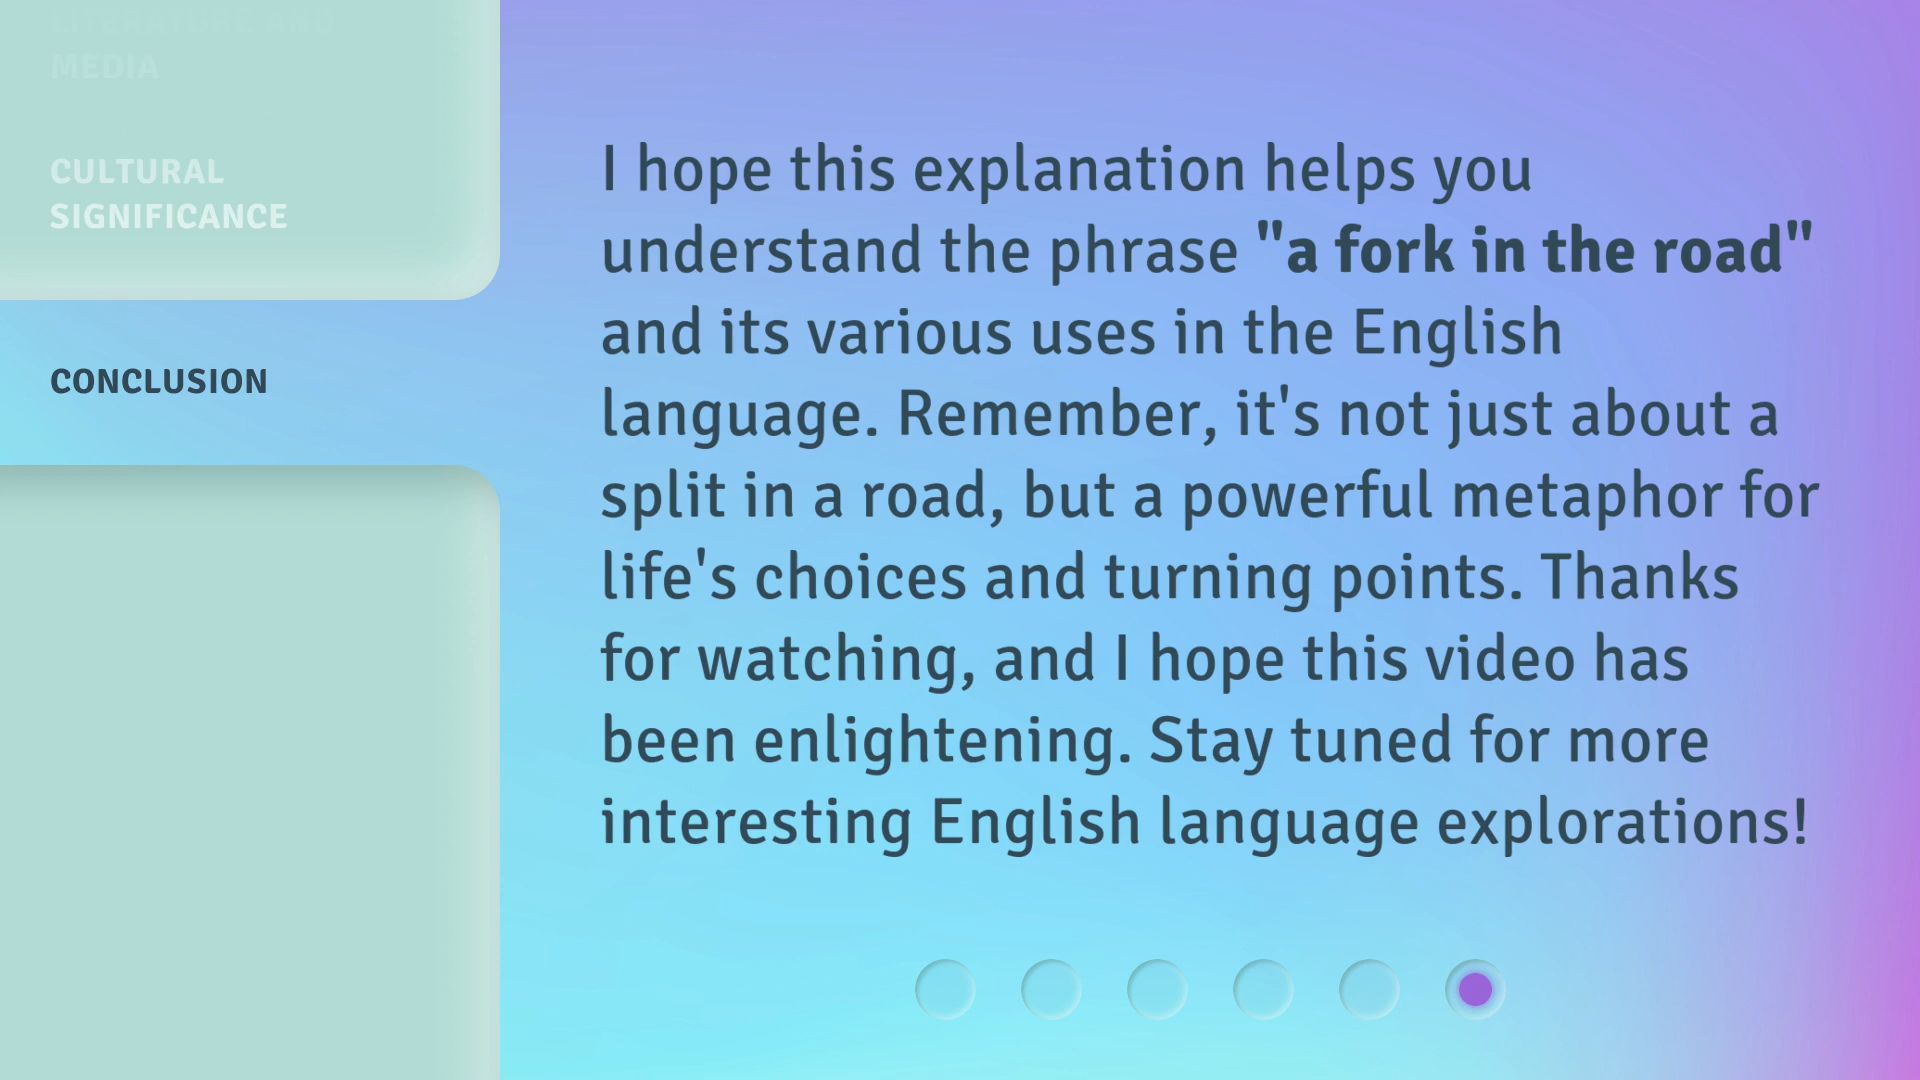 LITERATURE AND
MEDIA
CULTURAL
SIGNIFICANCE
CONCLUSION
I hope this explanation helps you
understand the phrase "a fork in the road"
and its various uses in the English
language. Remember, it's not just about a
split in a road, but a powerful metaphor for
life's choices and turning points. Thanks
for watching, and I hope this video has
been enlightening. Stay tuned for more
interesting English language explorations!